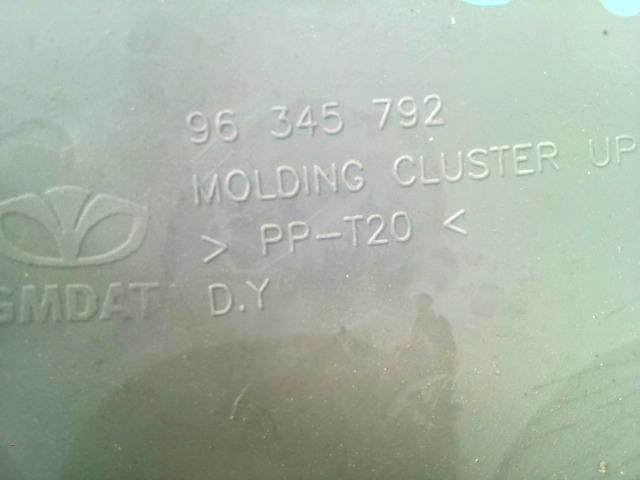 96 345 792
MOLDING CLUSTER UP
> PP-T20 <
GMDAT D.Y